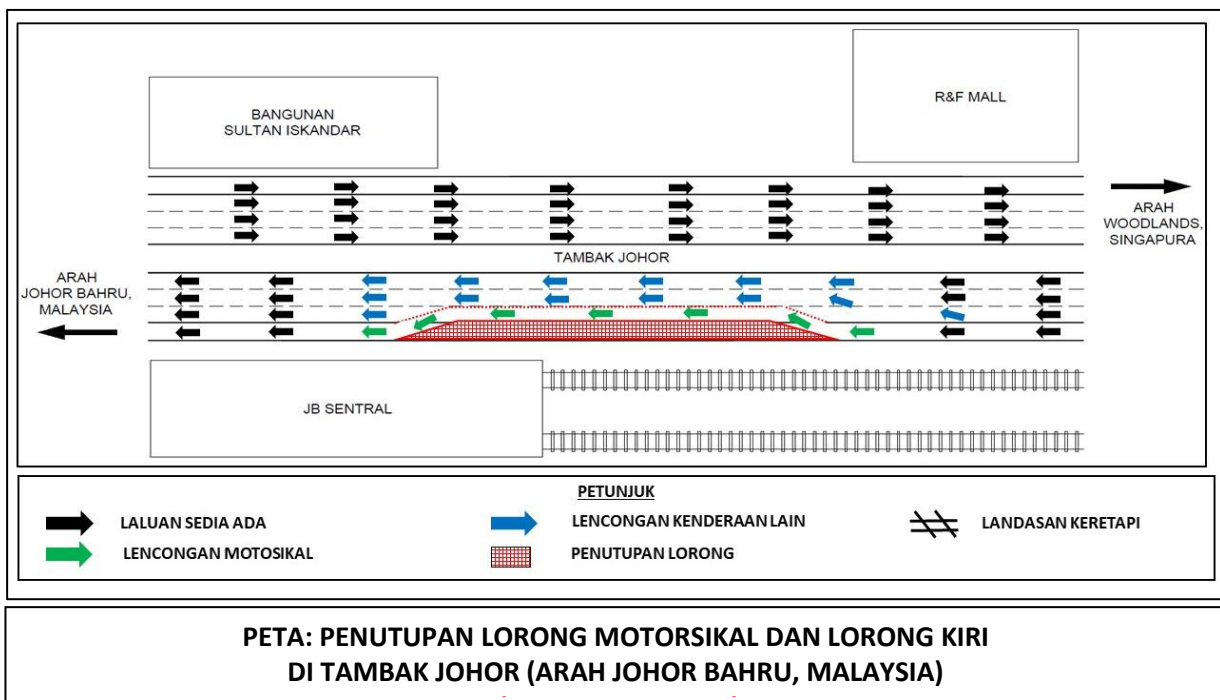 BANGUNAN
SULTAN ISKANDAR
R&F MALL
ARAH
WOODLANDS,
SINGAPURA
TAMBAK JOHOR
ARAH
JOHOR BAHRU,
MALAYSIA
JB SENTRAL
PETUNJUK
LALUAN SEDIA ADA
LENCONGAN KENDERAAN LAIN
LANDASAN KERETAPI
LENCONGAN MOTOSIKAL
PENUTUPAN LORONG
PETA: PENUTUPAN LORONG MOTORSIKAL DAN LORONG KIRI
DI TAMBAK JOHOR (ARAH JOHOR BAHRU, MALAYSIA)